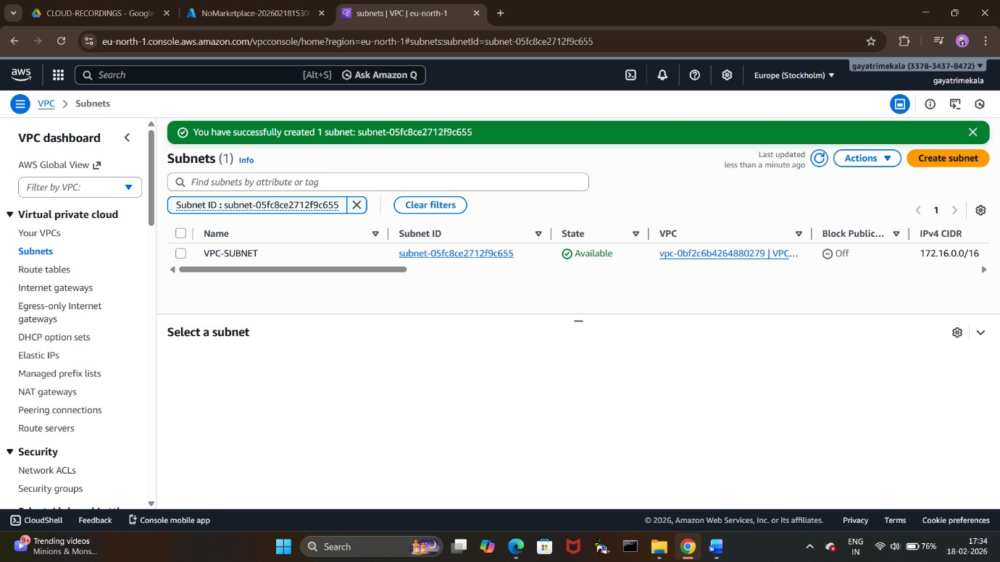 CLOUD-RECORDINGS - Google
NoMarketplace-202602181530
subnets | VPC | eu-north-1
eu-north-1.console.aws.amazon.com/vpcconsole/home?region=eu-north-1#subnets:subnetId=subnet-05fc8ce2712f9c655
aws
Search [Alt+S] Ask Amazon Q
Europe (Stockholm)
gayatrimekala (3378-3437-8472)
gayatrimekala
VPC > Subnets
VPC dashboard
AWS Global View
Filter by VPC:
Virtual private cloud
Your VPCs
Subnets
Route tables
Internet gateways
Egress-only Internet
gateways
DHCP option sets
Elastic IPs
Managed prefix lists
NAT gateways
Peering connections
Route servers
Security
Network ACLs
Security groups
You have successfully created 1 subnet: subnet-05fc8ce2712f9c655
Subnets (1) Info
Last updated
less than a minute ago
Actions
Create subnet
Find subnets by attribute or tag
Subnet ID : subnet-05fc8ce2712f9c655
Clear filters
1
Name Subnet ID State VPC Block Public... IPv4 CIDR
VPC-SUBNET subnet-05fc8ce2712f9c655 Available vpc-0bf2c6b4264880279 | VPC... Off 172.16.0.0/16
Select a subnet
CloudShell Feedback Console mobile app © 2026, Amazon Web Services, Inc. or its affiliates. Privacy Terms Cookie preferences
9+
Trending videos
Minions & Mons...
Search
ENG
IN
76%
17:34
18-02-2026